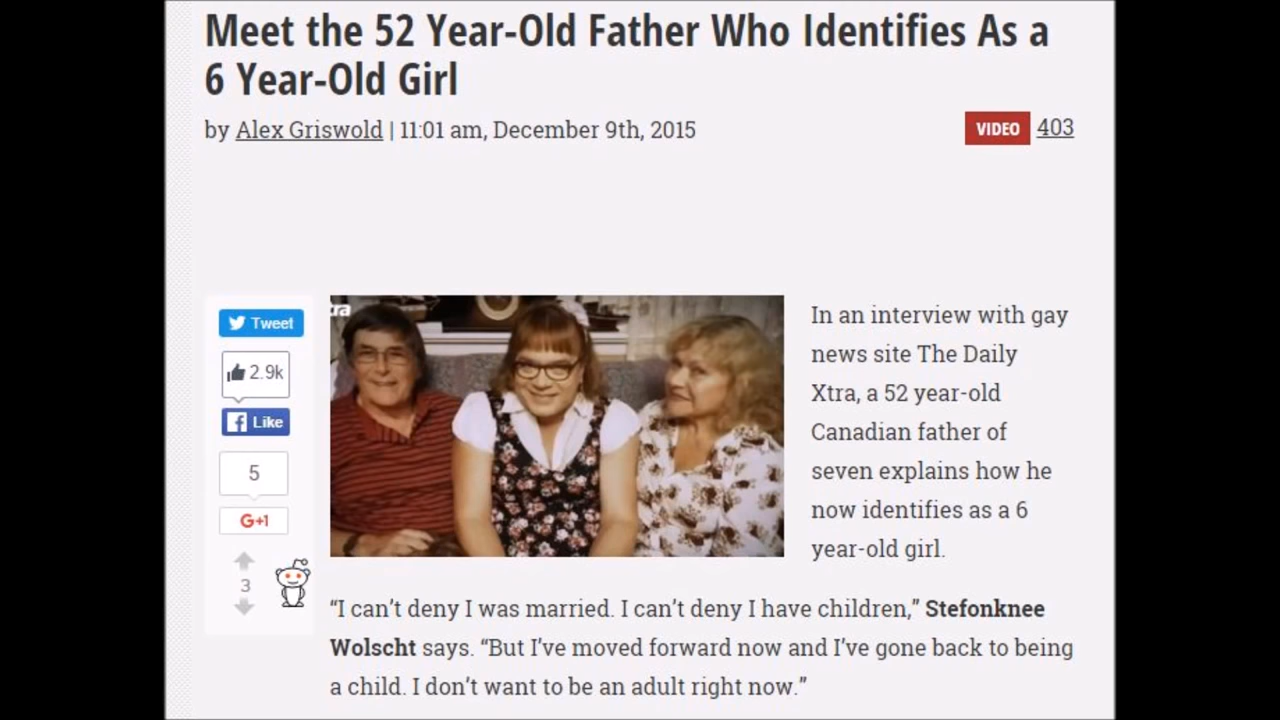 Meet the 52 Year-Old Father Who Identifies As a
6 Year-Old Girl
by Alex Griswold | 11:01 am, December 9th, 2015
VIDEO 403
Tweet
2.9k
Like
5
G+1
3
ra
In an interview with gay
news site The Daily
Xtra, a 52 year-old
Canadian father of
seven explains how he
now identifies as a 6
year-old girl.
“I can’t deny I was married. I can’t deny I have children,” Stefonknee
Wolscht says. “But I’ve moved forward now and I’ve gone back to being
a child. I don’t want to be an adult right now.”